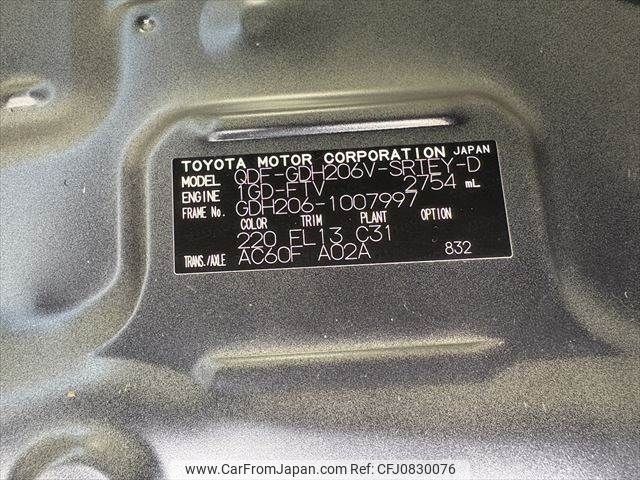 TOYOTA MOTOR CORPORATION JAPAN
MODEL QDF-GDH206V-SRTEY-D
ENGINE 1GD-FTV 2754 mL
FRAME No. GDH206-1007997
COLOR TRIM PLANT OPTION
220 FL13 C31
TRANS./AXLE AC60F A02A 832
www.CarFromJapan.com CFJ0830076